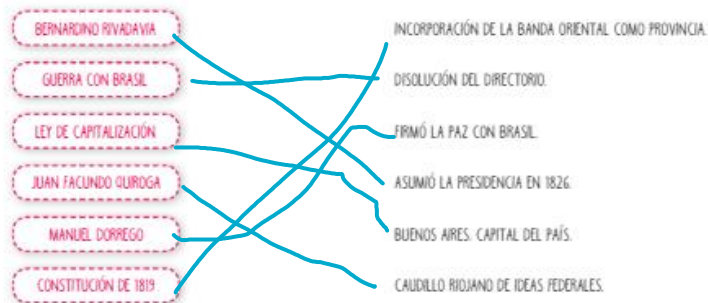 BERNARDINO RIVADAVIA
INCORPORACIÓN DE LA BANDA ORIENTAL COMO PROVINCIA.
GUERRA CON BRASIL
DISOLUCIÓN DEL DIRECTORIO.
LEY DE CAPITALIZACIÓN
FIRMÓ LA PAZ CON BRASIL.
JUAN FACUNDO QUIROGA
ASUMIÓ LA PRESIDENCIA EN 1826.
MANUEL DORREGO
BUENOS AIRES. CAPITAL DEL PAÍS.
CONSTITUCIÓN DE 1819
CAUDILLO RIOJANO DE IDEAS FEDERALES.